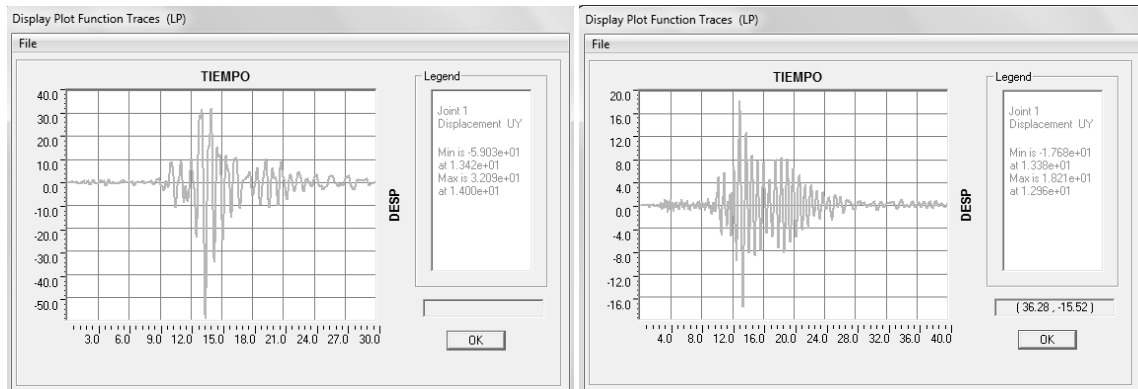 Display Plot Function Traces (LP)
File
TIEMPO
40.0
30.0
20.0
10.0
0.0
-10.0
-20.0
-30.0
-40.0
-50.0
3.0 6.0 9.0 12.0 15.0 18.0 21.0 24.0 27.0 30.0
DESP
Legend
Joint 1
Displacement UY
Min is -5.903e+01
at 1.342e+01
Max is 3.209e+01
at 1.400e+01
OK
Display Plot Function Traces (LP)
File
TIEMPO
20.0
16.0
12.0
8.0
4.0
0.0
-4.0
-8.0
-12.0
-16.0
4.0 8.0 12.0 16.0 20.0 24.0 28.0 32.0 36.0 40.0
DESP
Legend
Joint 1
Displacement UY
Min is -1.768e+01
at 1.338e+01
Max is 1.821e+01
at 1.296e+01
( 36.28 , -15.52 )
OK